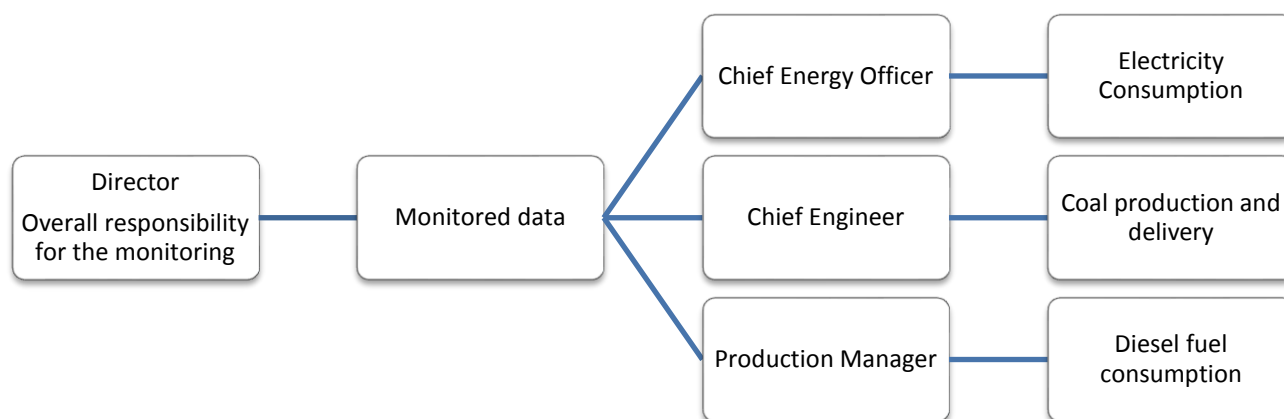 Director
Overall responsibility
for the monitoring
Monitored data
Chief Energy Officer
Electricity
Consumption
Chief Engineer
Coal production and
delivery
Production Manager
Diesel fuel
consumption